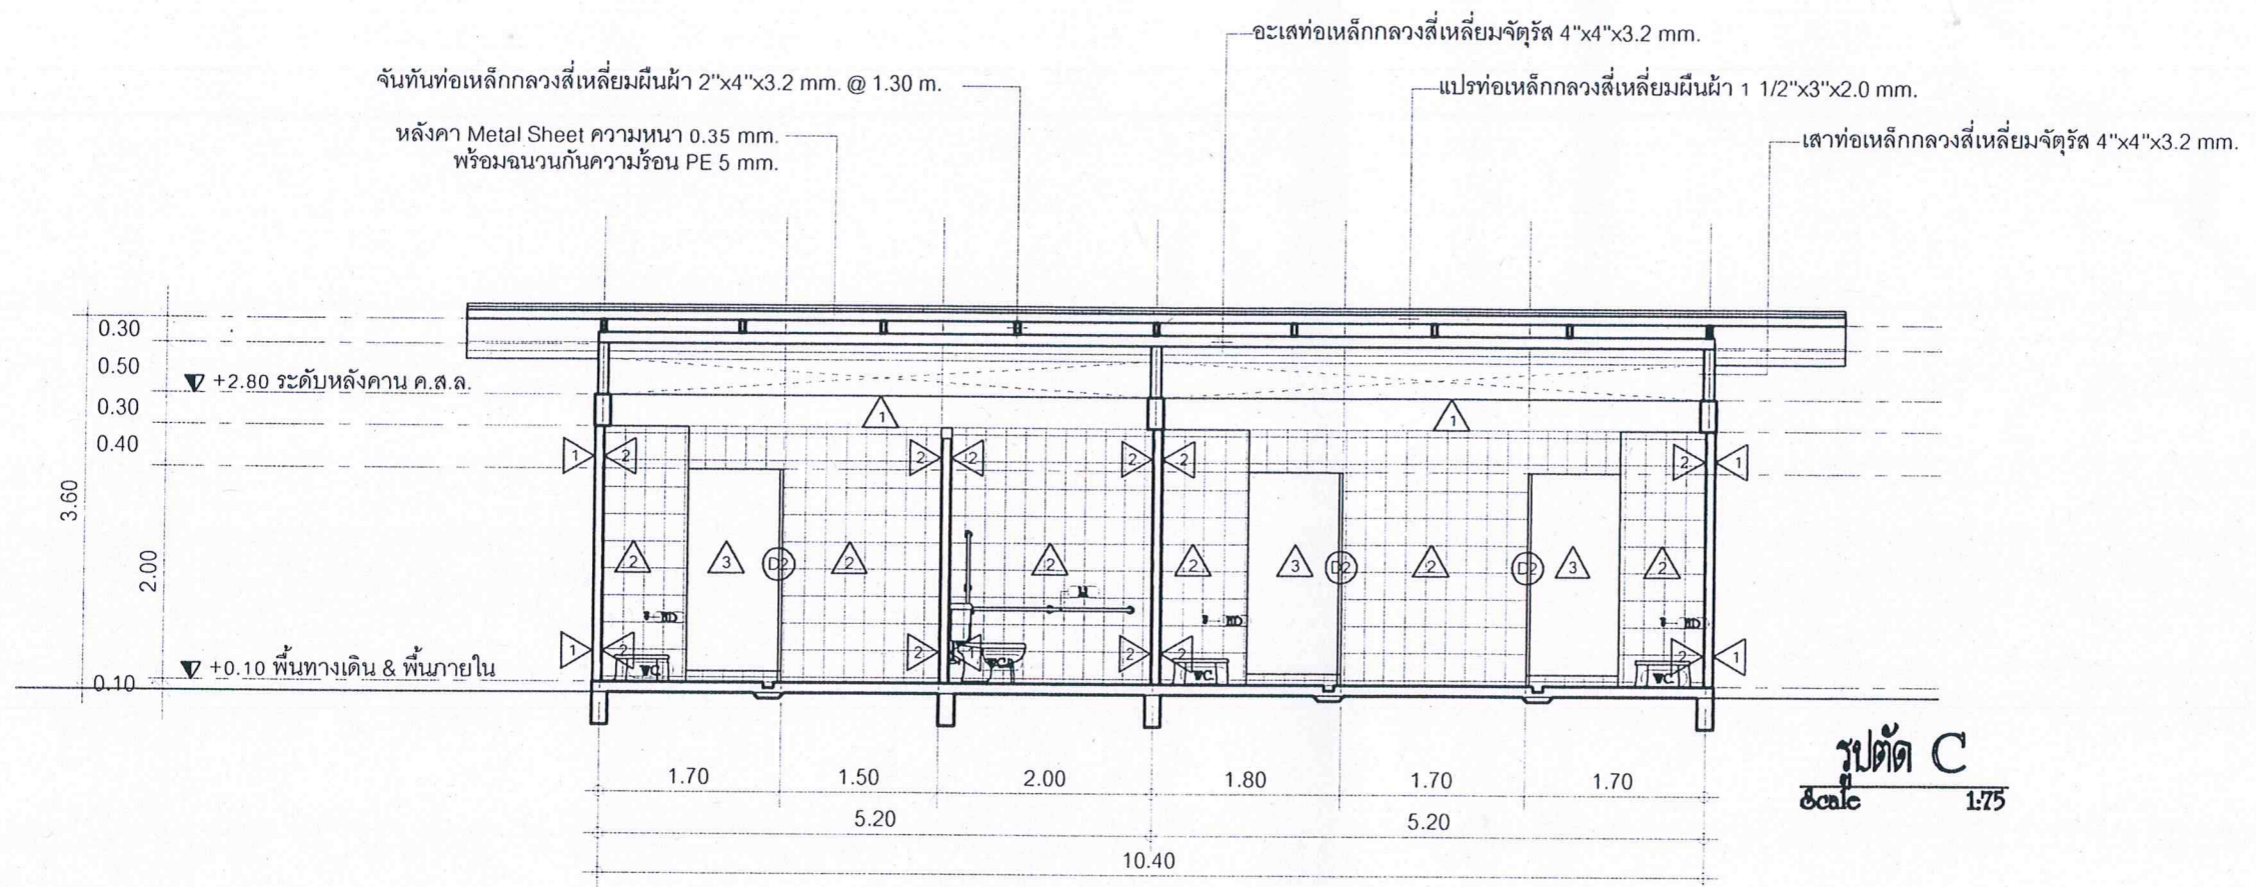 อะเสท่อเหล็กกลวงสี่เหลี่ยมจัตุรัส 4"x4"x3.2 mm.
จันทันท่อเหล็กกลวงสี่เหลี่ยมผืนผ้า 2"x4"x3.2 mm. @ 1.30 m.
แปรท่อเหล็กกลวงสี่เหลี่ยมผืนผ้า 1 1/2"x3"x2.0 mm.
หลังคา Metal Sheet ความหนา 0.35 mm.
พร้อมฉนวนกันความร้อน PE 5 mm.
เสาท่อเหล็กกลวงสี่เหลี่ยมจัตุรัส 4"x4"x3.2 mm.
0.30
0.50
+2.80 ระดับหลังคาน ค.ส.ล.
0.30
1 1
0.40
1 2 2 2 2 2 2 1
3.60
2.00
2 3 D2 2 2 2 3 D2 2 D2 3 2
1 2 2 2 2 2 1
+0.10 พื้นทางเดิน & พื้นภายใน
WC WC WC WC
0.10
1.70 1.50 2.00 1.80 1.70 1.70
5.20 5.20
10.40
รูปตัด C
Scale 1:75